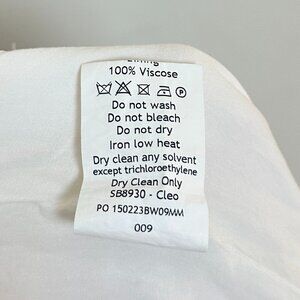 Lining
100% Viscose
Do not wash
Do not bleach
Do not dry
Iron low heat
Dry clean any solvent
except trichloroethylene
Dry Clean Only
SB8930 - Cleo
PO 150223BW09MM
009